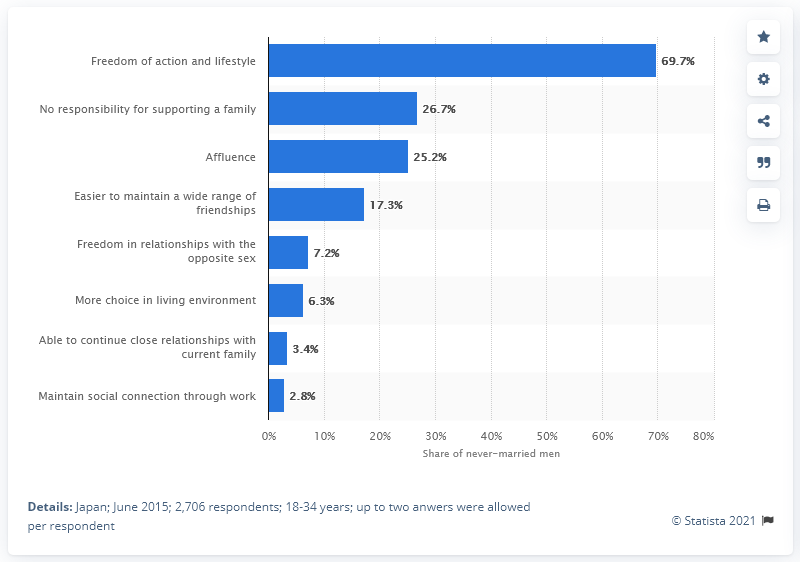 Freedom of action and lifestyle
69.7%
No responsibility for supporting a family
26.7%
Affluence
25.2%
Easier to maintain a wide range of
friendships
17.3%
Freedom in relationships with the
opposite sex
7.2%
More choice in living environment
6.3%
Able to continue close relationships with
current family
3.4%
Maintain social connection through work
2.8%
0% 10% 20% 30% 40% 50% 60% 70% 80%
Share of never-married men
Details: Japan; June 2015; 2,706 respondents; 18-34 years; up to two anwers were allowed
per respondent
© Statista 2021